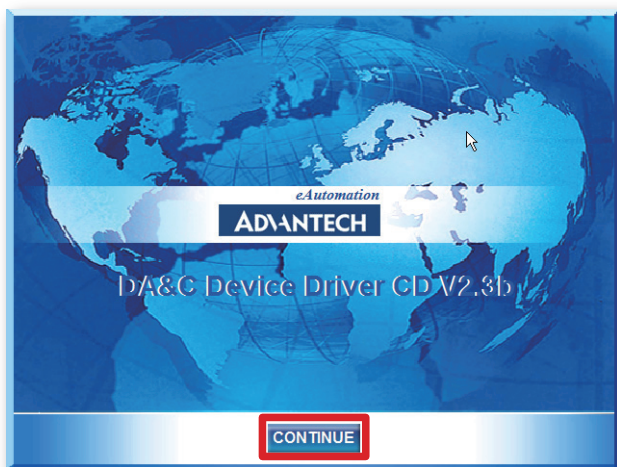 eAutomation
ADVANTECH
DA&C Device Driver CD V2.3b
CONTINUE